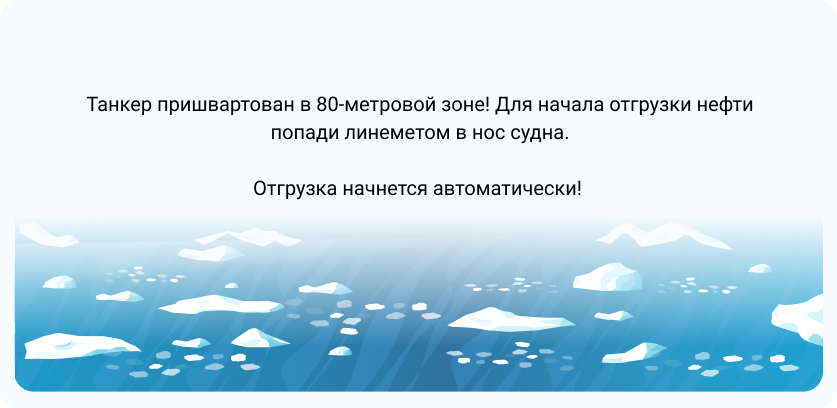 Танкер пришвартован в 80-метровой зоне! Для начала отгрузки нефти
попади линеметом в нос судна.
Отгрузка начнется автоматически!